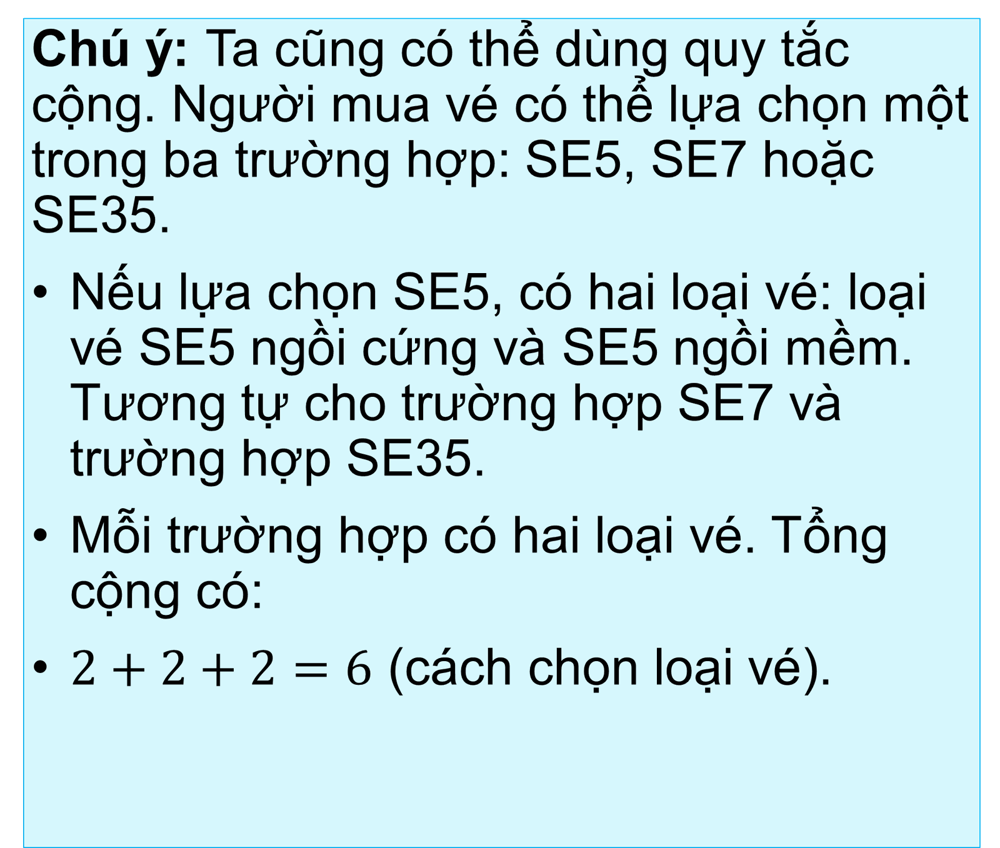 Chú ý: Ta cũng có thể dùng quy tắc
cộng. Người mua vé có thể lựa chọn một
trong ba trường hợp: SE5, SE7 hoặc
SE35.
• Nếu lựa chọn SE5, có hai loại vé: loại
vé SE5 ngồi cứng và SE5 ngồi mềm.
Tương tự cho trường hợp SE7 và
trường hợp SE35.
• Mỗi trường hợp có hai loại vé. Tổng
cộng có:
• 2 + 2 + 2 = 6 (cách chọn loại vé).